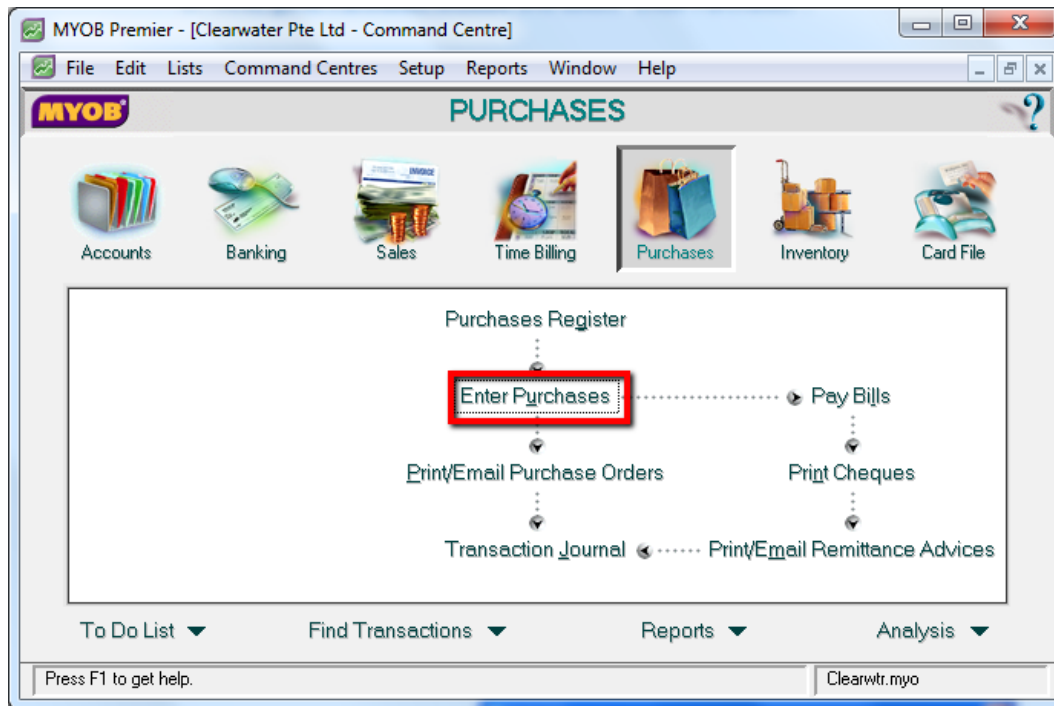 MYOB Premier - [Clearwater Pte Ltd - Command Centre]
File Edit Lists Command Centres Setup Reports Window Help
MYOB PURCHASES ?
INVOICE
Accounts Banking Sales Time Billing Purchases Inventory Card File
Purchases Register
Enter Purchases Pay Bills
Print/Email Purchase Orders Print Cheques
Transaction Journal Print/Email Remittance Advices
To Do List Find Transactions Reports Analysis
Press F1 to get help. Clearwtr.myo